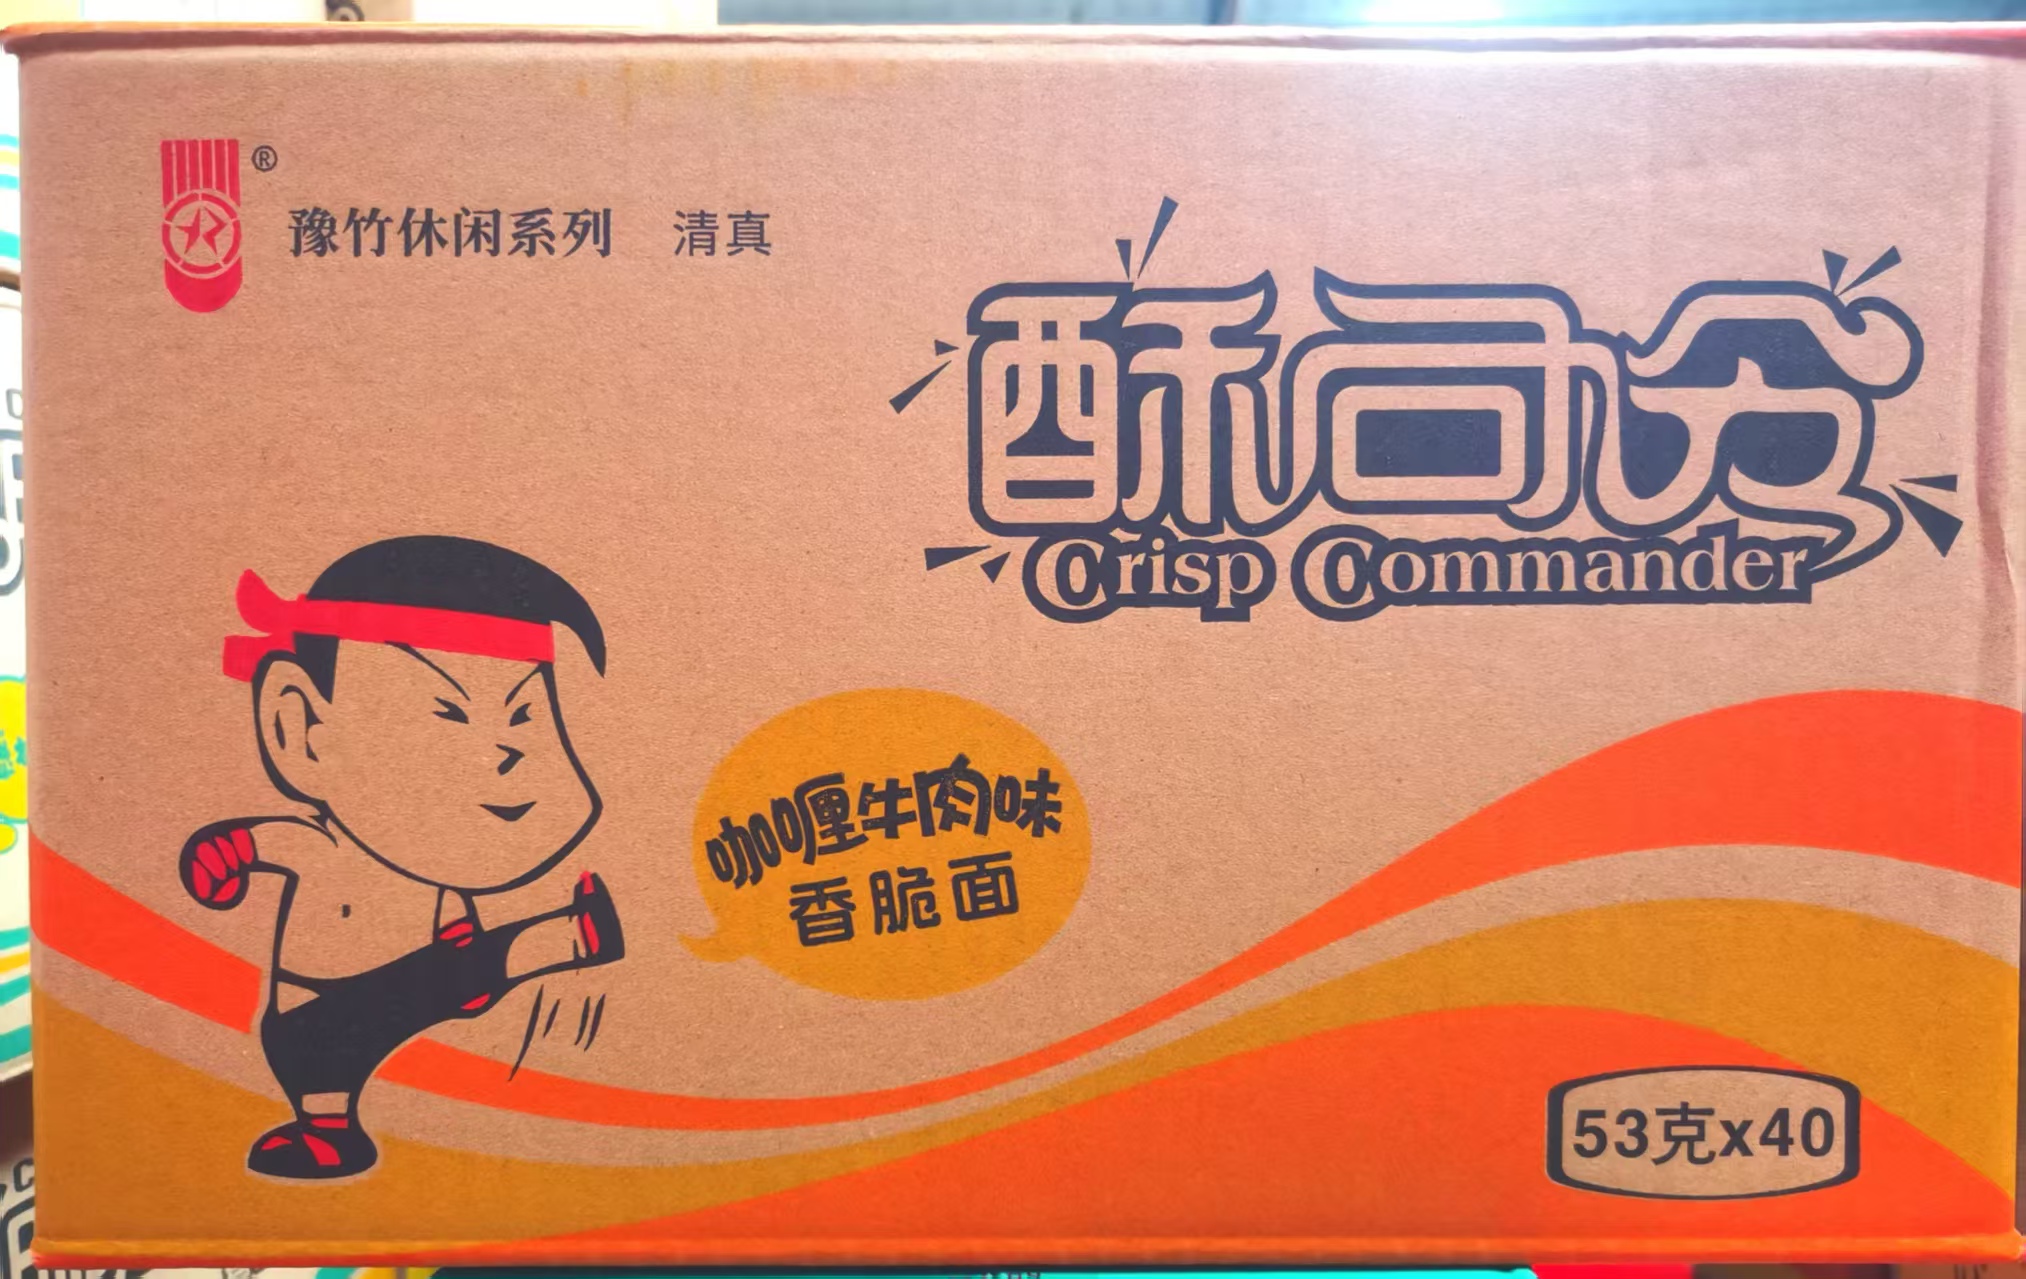 ®
豫竹休闲系列 清真
酥司令
Crisp Commander
咖喱牛肉味
香脆面
53克x40